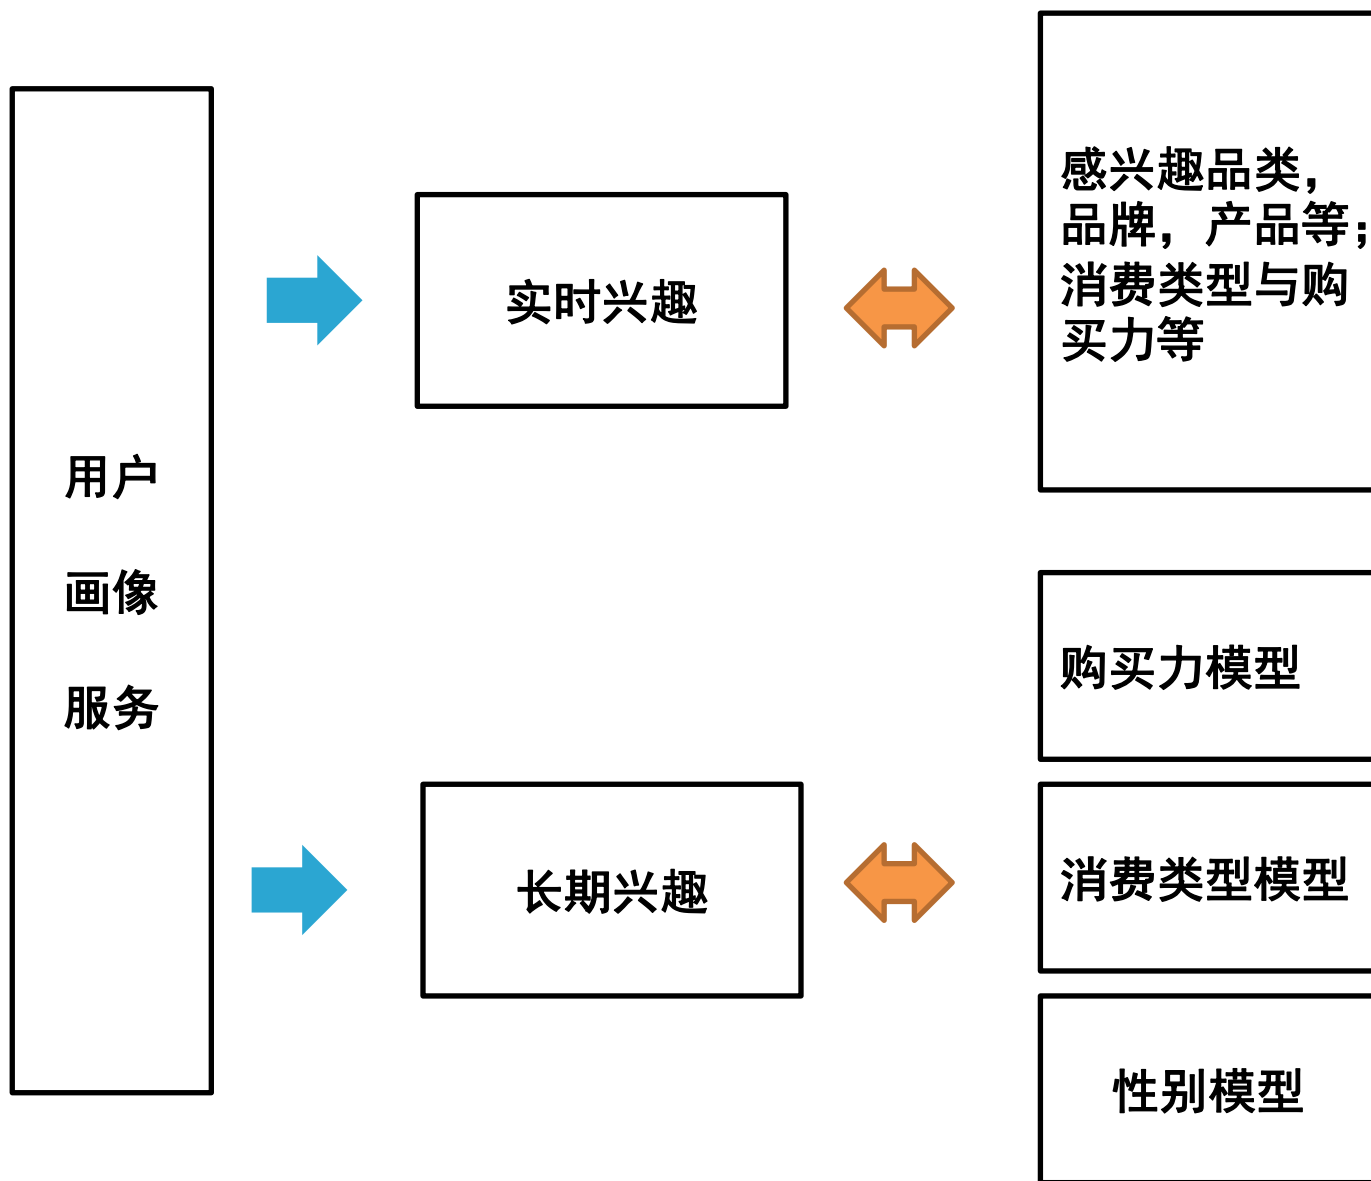 用户
画像
服务
实时兴趣
感兴趣品类，
品牌，产品等；
消费类型与购
买力等
长期兴趣
购买力模型
消费类型模型
性别模型